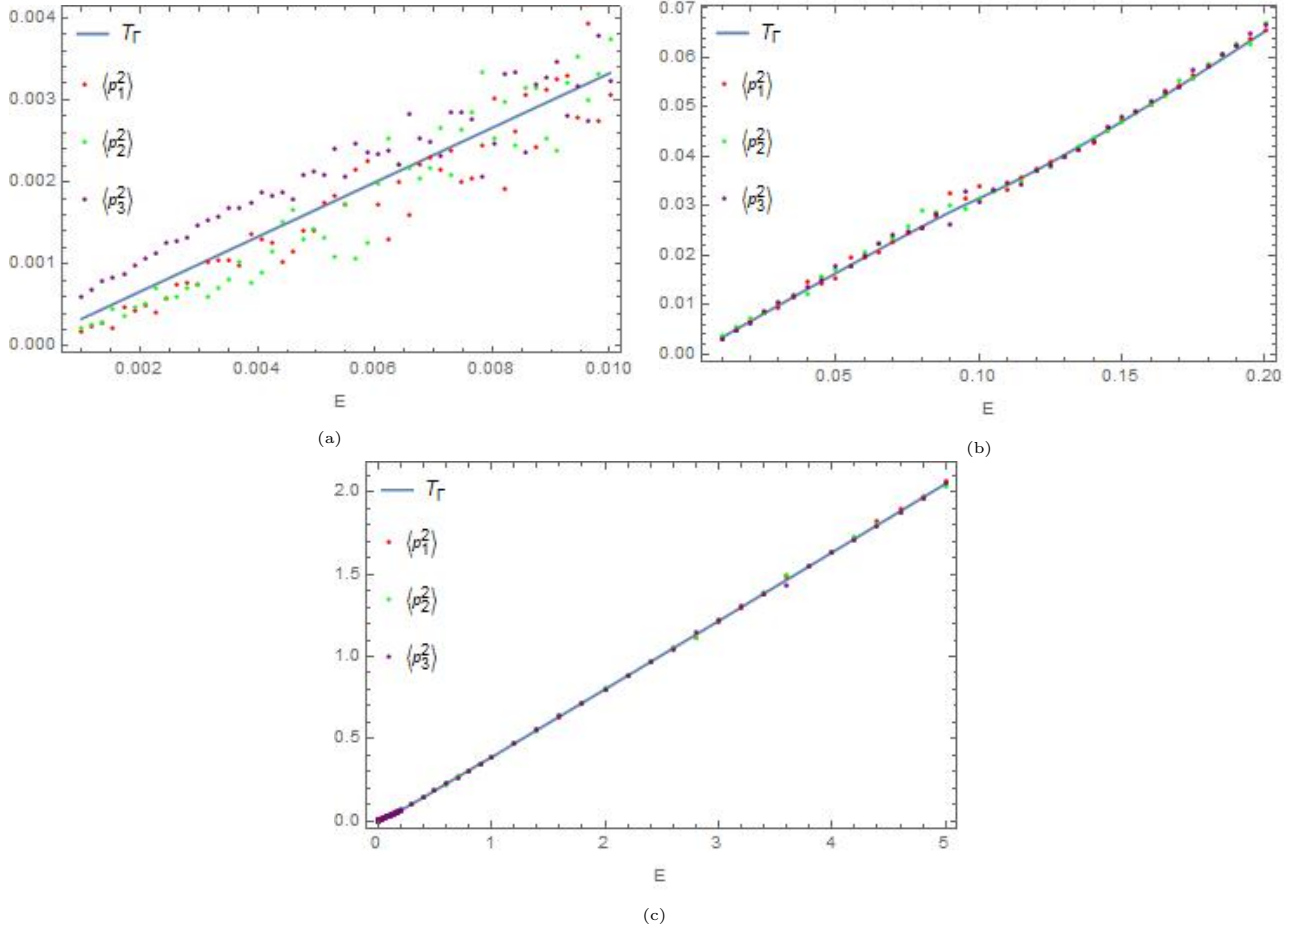 0.004
0.003
0.002
0.001
0.000
T_Γ
⟨p_1^2⟩
⟨p_2^2⟩
⟨p_3^2⟩
0.002 0.004 0.006 0.008 0.010
E
(a)
0.07
0.06
0.05
0.04
0.03
0.02
0.01
0.00
T_Γ
⟨p_1^2⟩
⟨p_2^2⟩
⟨p_3^2⟩
0.05 0.10 0.15 0.20
E
(b)
2.0
1.5
1.0
0.5
0.0
T_Γ
⟨p_1^2⟩
⟨p_2^2⟩
⟨p_3^2⟩
0 1 2 3 4 5
E
(c)